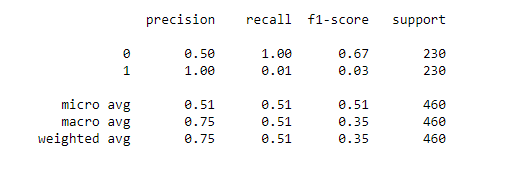 precision recall f1-score support
0 0.50 1.00 0.67 230
1 1.00 0.01 0.03 230
micro avg 0.51 0.51 0.51 460
macro avg 0.75 0.51 0.35 460
weighted avg 0.75 0.51 0.35 460